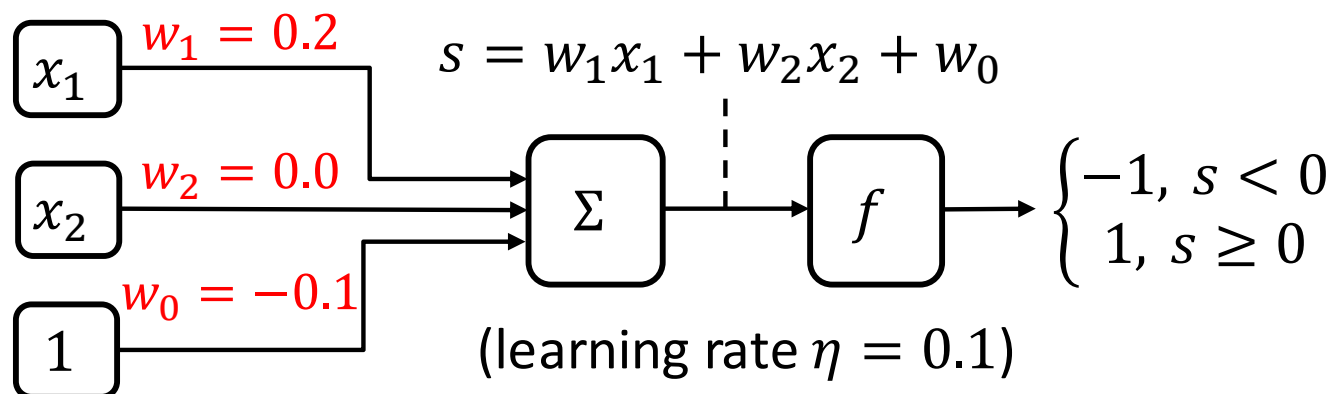 x₁
w₁ = 0.2
s = w₁x₁ + w₂x₂ + w₀
x₂
w₂ = 0.0
Σ
f
−1, s < 0
1, s ≥ 0
1
w₀ = −0.1
(learning rate η = 0.1)